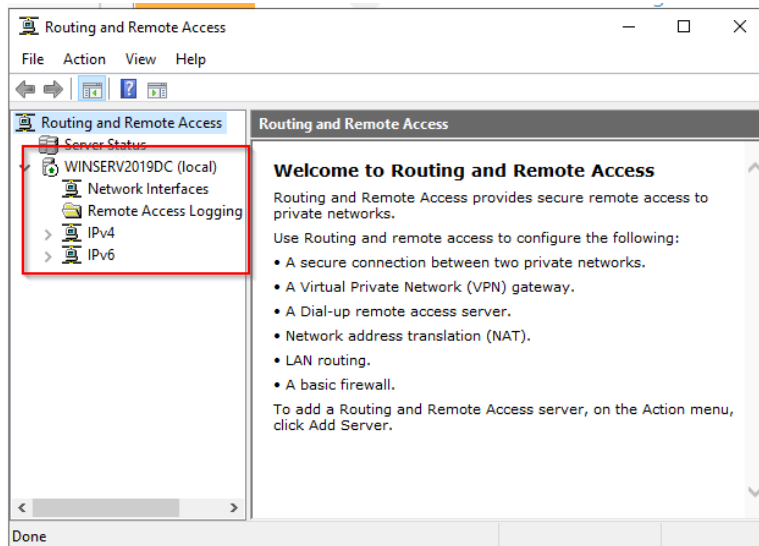 Routing and Remote Access
File Action View Help
Routing and Remote Access
Server Status
WINSERV2019DC (local)
Network Interfaces
Remote Access Logging
IPv4
IPv6
Routing and Remote Access
Welcome to Routing and Remote Access
Routing and Remote Access provides secure remote access to
private networks.
Use Routing and remote access to configure the following:
• A secure connection between two private networks.
• A Virtual Private Network (VPN) gateway.
• A Dial-up remote access server.
• Network address translation (NAT).
• LAN routing.
• A basic firewall.
To add a Routing and Remote Access server, on the Action menu,
click Add Server.
Done